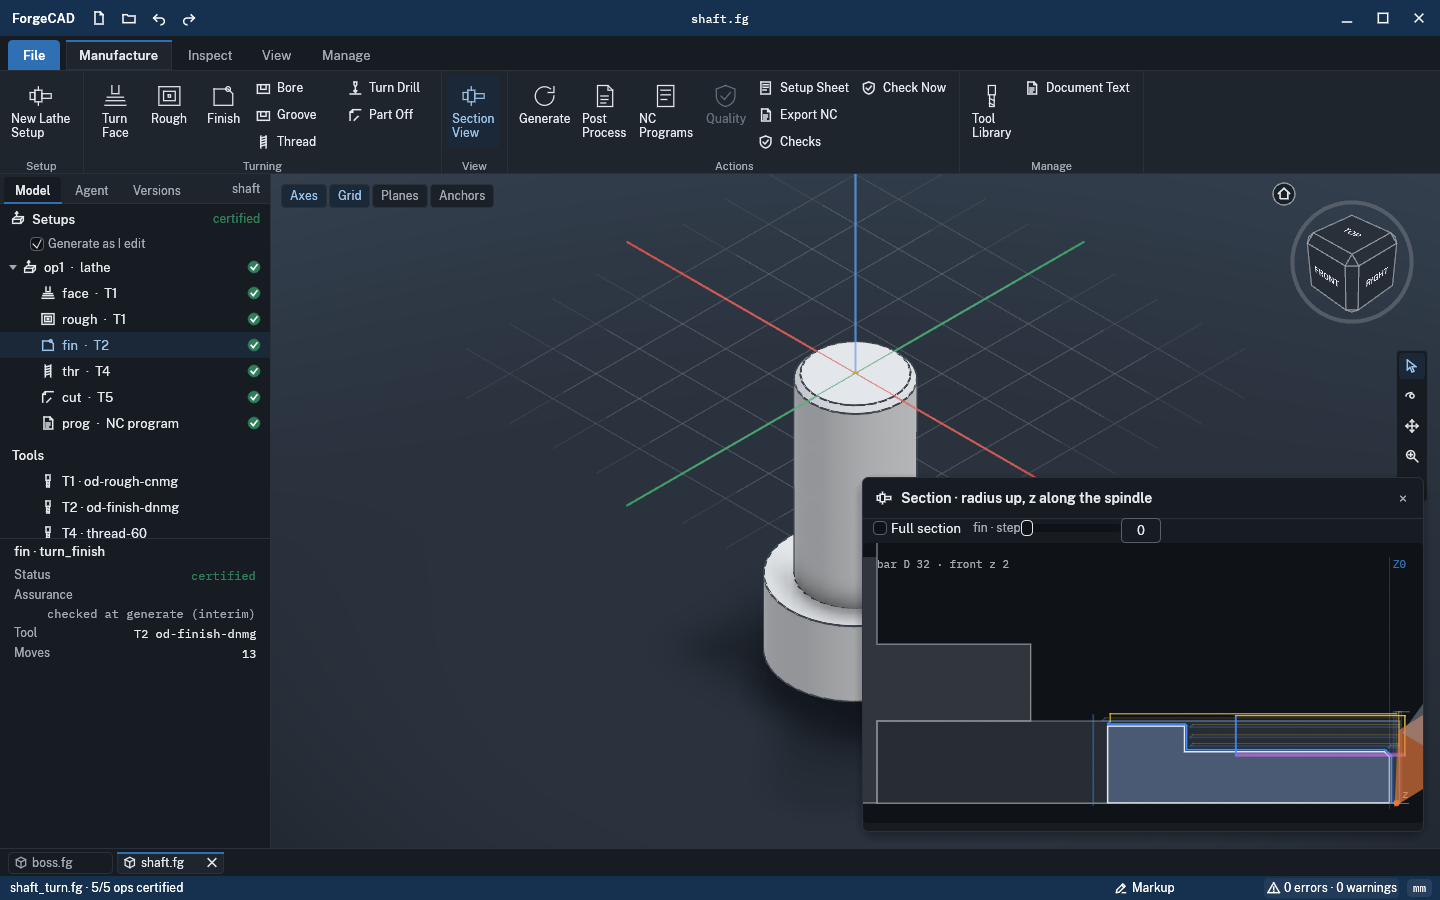 ForgeCAD
shaft.fg
File
Manufacture
Inspect
View
Manage
New Lathe
Setup
Turn
Face
Rough
Finish
Bore
Groove
Thread
Turn Drill
Part Off
Section
View
Generate
Post
Process
NC
Programs
Quality
Setup Sheet
Export NC
Checks
Check Now
Tool
Library
Document Text
Setup
Turning
View
Actions
Manage
Model
Agent
Versions
shaft
Setups
certified
Generate as I edit
op1 · lathe
face · T1
rough · T1
fin · T2
thr · T4
cut · T5
prog · NC program
Tools
T1 · od-rough-cnmg
T2 · od-finish-dnmg
T4 · thread-60
fin · turn_finish
Status
certified
Assurance
checked at generate (interim)
Tool
T2 od-finish-dnmg
Moves
13
Axes
Grid
Planes
Anchors
TOP
FRONT
RIGHT
Section · radius up, z along the spindle
×
Full section
fin · step
0
bar D 32 · front z 2
Z0
Z
boss.fg
shaft.fg
shaft_turn.fg · 5/5 ops certified
Markup
0 errors · 0 warnings
mm